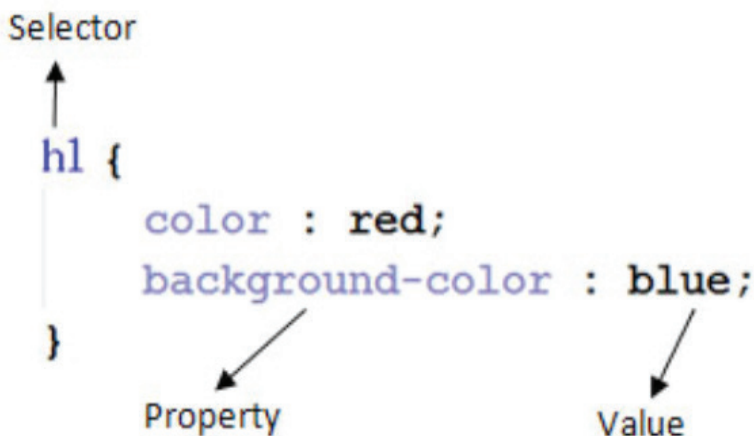 Selector
h1 {
color : red;
background-color : blue;
}
Property
Value